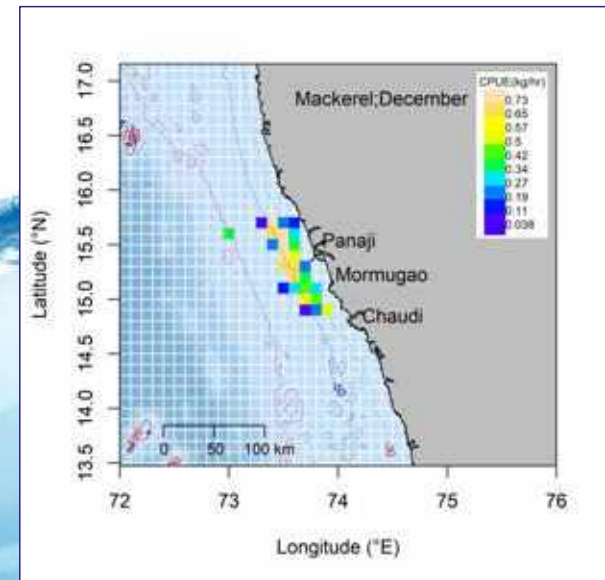 CPUE(kg/hr)
Mackerel;December
0.73
0.65
0.57
0.5
0.42
0.34
0.27
0.19
0.11
0.038
Panaji
Mormugao
Chaudi
17.0
16.5
16.0
15.5
15.0
14.5
14.0
13.5
Latitude (°N)
0 50 100 km
72 73 74 75 76
Longitude (°E)